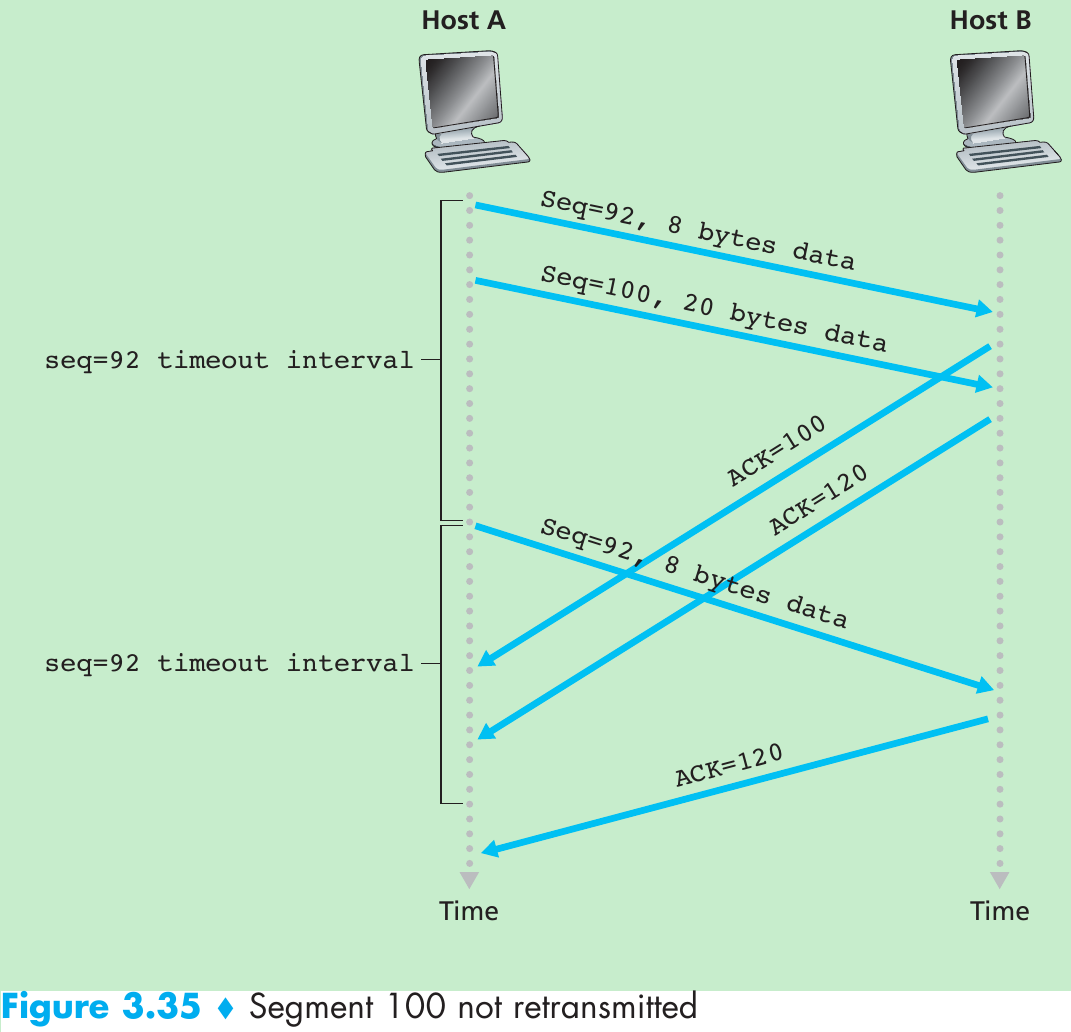 Host A
Host B
Seq=92, 8 bytes data
Seq=100, 20 bytes data
seq=92 timeout interval
ACK=100
ACK=120
Seq=92, 8 bytes data
seq=92 timeout interval
ACK=120
Time
Time
Figure 3.35 ♦ Segment 100 not retransmitted